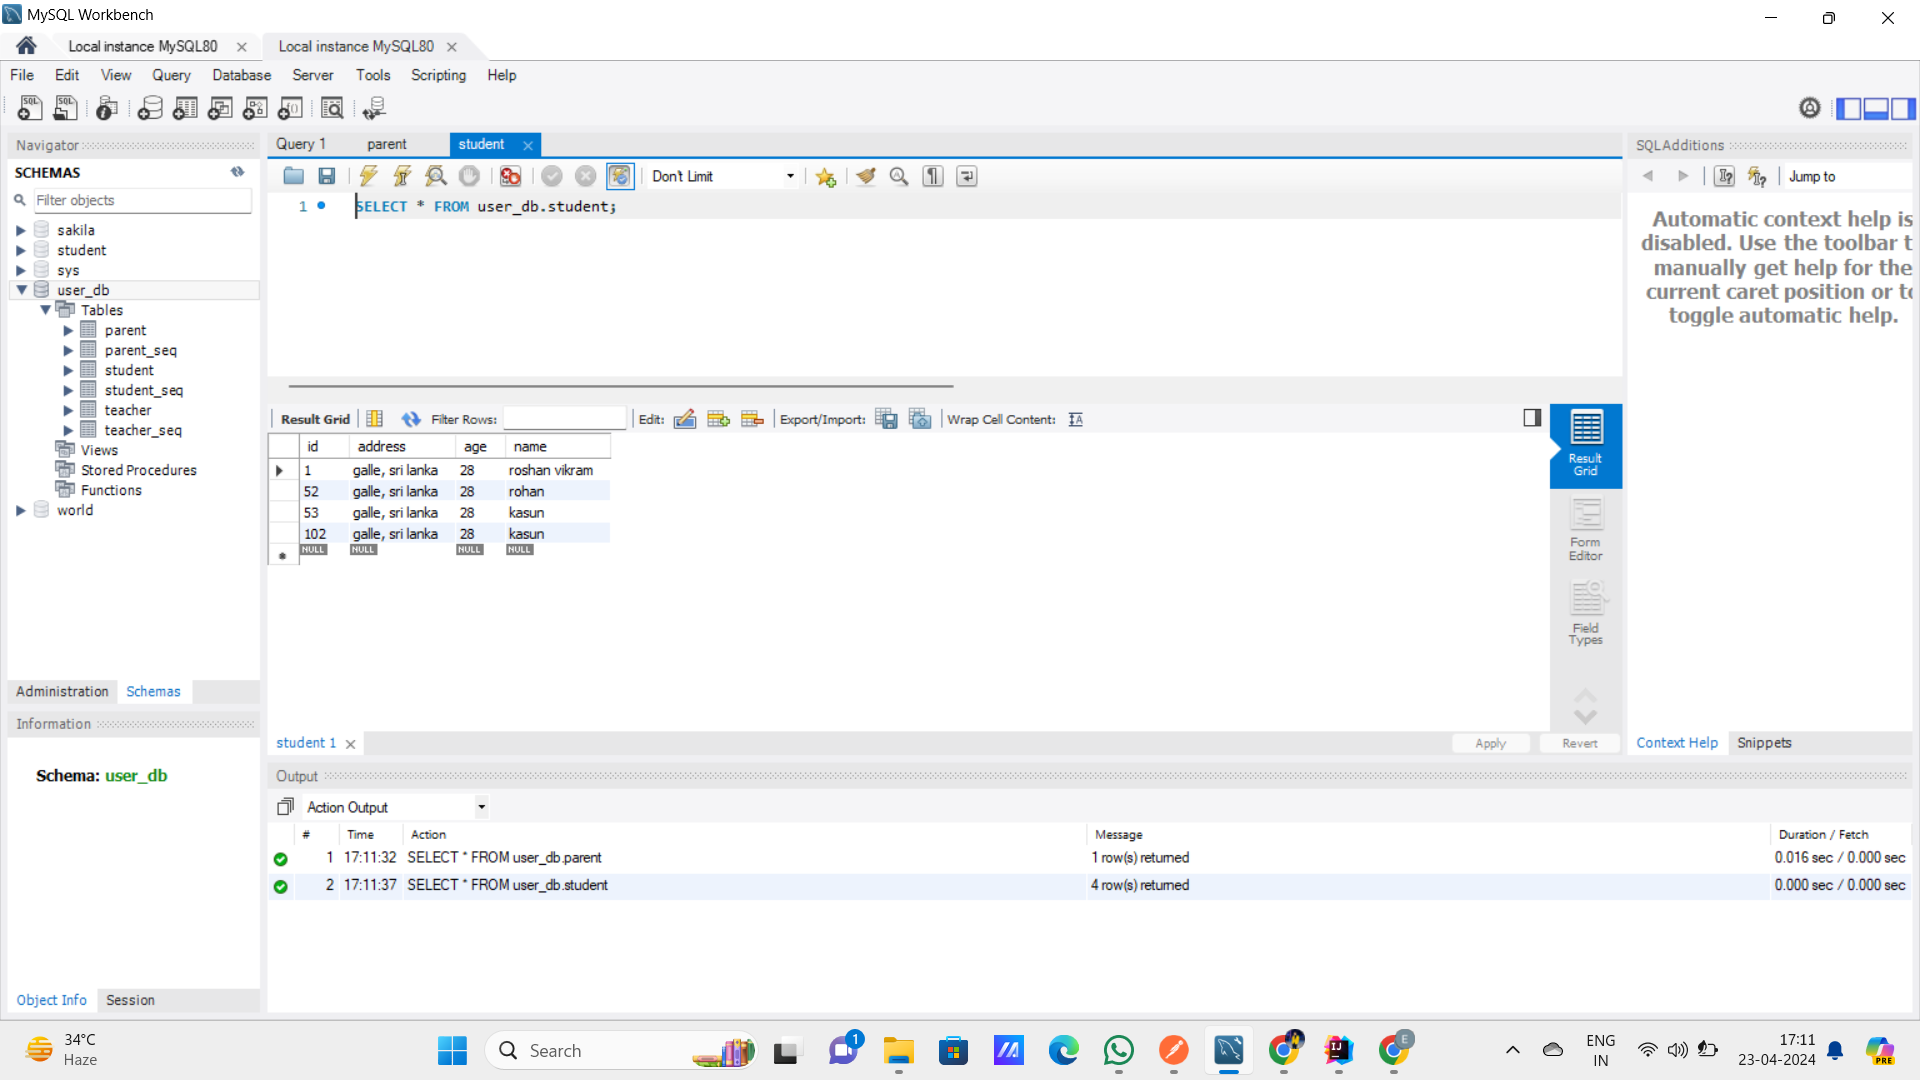 MySQL Workbench
Local instance MySQL80
Local instance MySQL80
File Edit View Query Database Server Tools Scripting Help
Navigator
SCHEMAS
Filter objects
sakila
student
sys
user_db
Tables
parent
parent_seq
student
student_seq
teacher
teacher_seq
Views
Stored Procedures
Functions
world
Administration Schemas
Information
Schema: user_db
Object Info Session
Query 1 parent student
Don't Limit
1 SELECT * FROM user_db.student;
Result Grid Filter Rows: Edit: Export/Import: Wrap Cell Content:
id address age name
1 galle, sri lanka 28 roshan vikram
52 galle, sri lanka 28 rohan
53 galle, sri lanka 28 kasun
102 galle, sri lanka 28 kasun
NULL NULL NULL NULL
Result
Grid
Form
Editor
Field
Types
student 1
Apply Revert
SQLAdditions
Jump to
Automatic context help is
disabled. Use the toolbar t
manually get help for the
current caret position or to
toggle automatic help.
Context Help Snippets
Output
Action Output
# Time Action Message Duration / Fetch
1 17:11:32 SELECT * FROM user_db.parent 1 row(s) returned 0.016 sec / 0.000 sec
2 17:11:37 SELECT * FROM user_db.student 4 row(s) returned 0.000 sec / 0.000 sec
34°C
Haze
Search
1
E
ENG
IN
17:11
23-04-2024
PRE